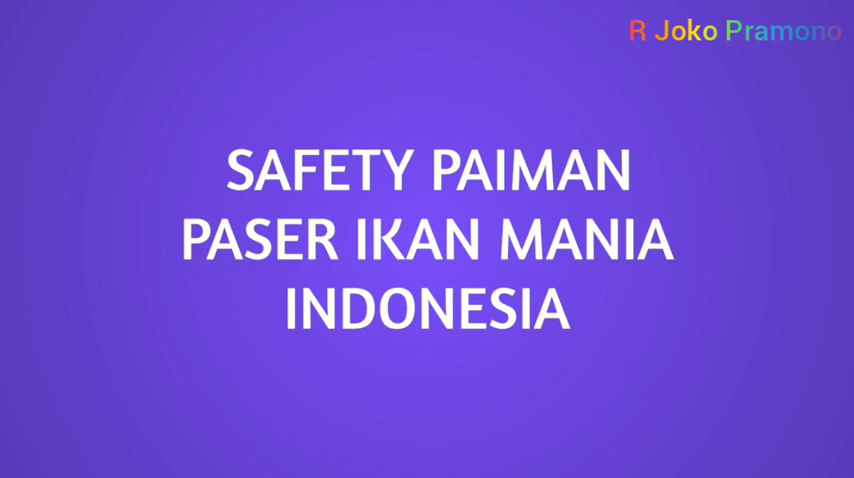 R Joko Pramono
SAFETY PAIMAN
PASER IKAN MANIA
INDONESIA